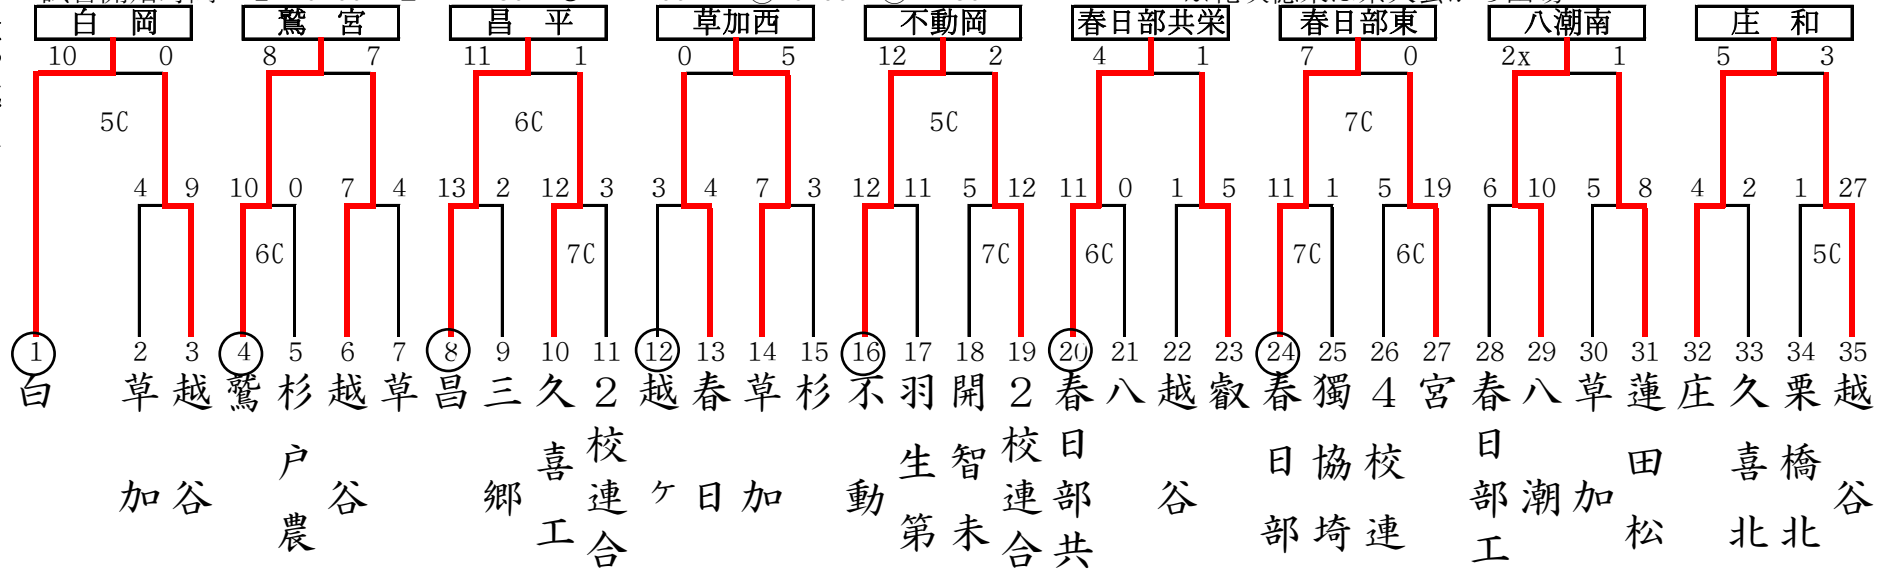 白岡 鷲宮 昌平 草加西 不動岡 春日部共栄 春日部東 八潮南 庄和
10 0 8 7 11 1 0 5 12 2 4 1 7 0 2x 1 5 3
5C 6C 5C 7C
4 9 10 0 7 4 13 2 12 3 3 4 7 3 12 11 5 12 11 0 1 5 11 1 5 19 6 10 5 8 4 2 1 27
6C 7C 7C 6C 7C 6C 5C
1 2 3 4 5 6 7 8 9 10 11 12 13 14 15 16 17 18 19 20 21 22 23 24 25 26 27 28 29 30 31 32 33 34 35
白
草加
越谷
鷲
杉戸農
越谷
草
昌
三郷
久喜工
2校連合
越ケ
春日
草加
杉
不動
羽生第
開智未
2校連合
春日部共
八
越谷
叡
春日部
獨協埼
4校連
宮
春日部工
八潮
草加
蓮田松
庄
久喜北
栗橋北
越谷